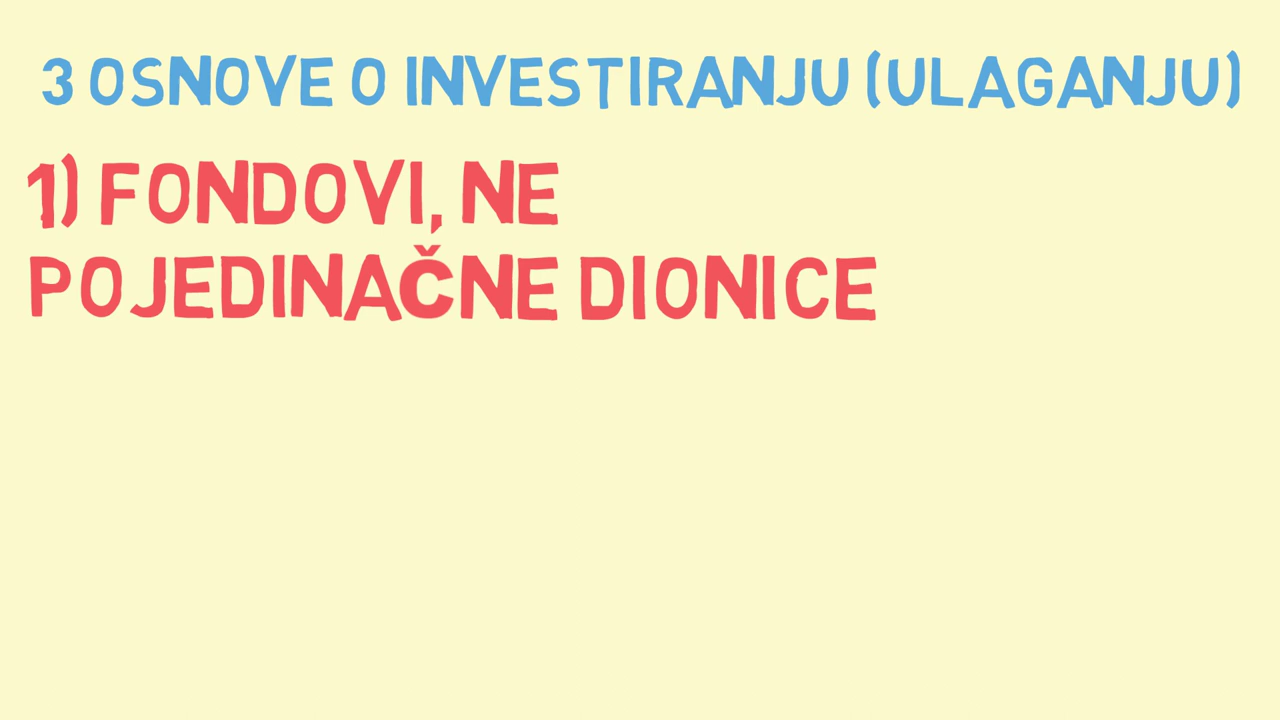 3 OSNOVE O INVESTIRANJU (ULAGANJU)
1) FONDOVI, NE
POJEDINAČNE DIONICE